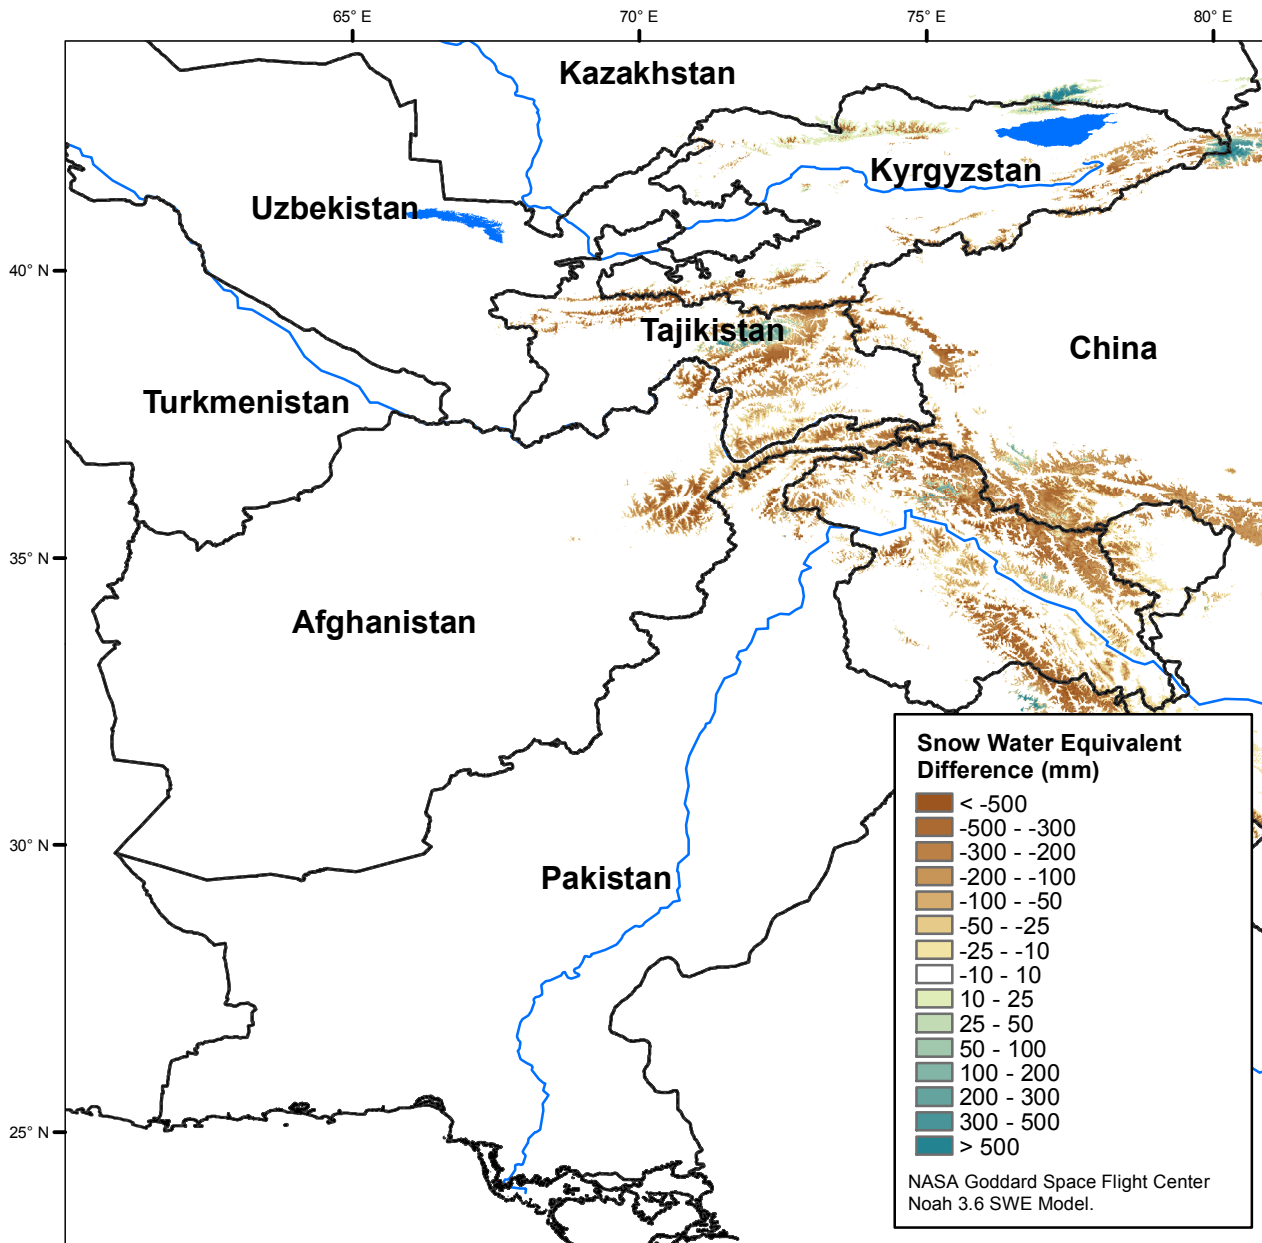 65° E
70° E
75° E
80° E
Kazakhstan
Kyrgyzstan
Uzbekistan
40° N
Tajikistan
China
Turkmenistan
35° N
Afghanistan
30° N
Pakistan
25° N
Snow Water Equivalent
Difference (mm)
< -500
-500 - -300
-300 - -200
-200 - -100
-100 - -50
-50 - -25
-25 - -10
-10 - 10
10 - 25
25 - 50
50 - 100
100 - 200
200 - 300
300 - 500
> 500
NASA Goddard Space Flight Center
Noah 3.6 SWE Model.